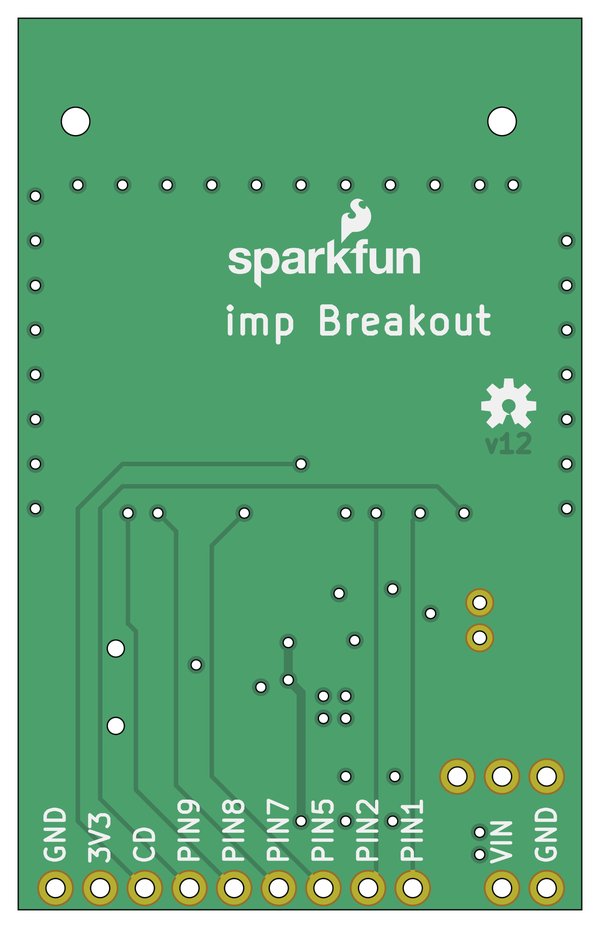 sparkfun
imp Breakout
v12
GND
3V3
CD
PIN9
PIN8
PIN7
PIN5
PIN2
PIN1
VIN
GND